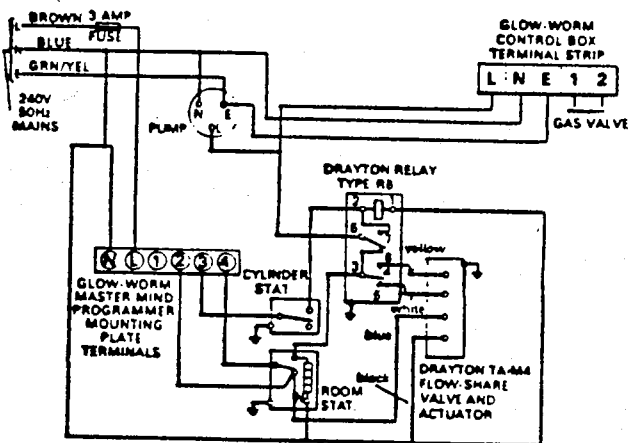 L BROWN 3 AMP
FUSE
N BLUE
E GRN/YEL
240V
50Hz
MAINS
PUMP
N E
L
GLOW-WORM
CONTROL BOX
TERMINAL STRIP
L N E 1 2
GAS VALVE
DRAYTON RELAY
TYPE RB
2 1
5
3
6
yellow
white
blue
black
N L 1 2 3 4
GLOW-WORM
MASTER MIND
PROGRAMMER
MOUNTING
PLATE
TERMINALS
CYLINDER
STAT
ROOM
STAT.
DRAYTON TA-M4
FLOW-SHARE
VALVE AND
ACTUATOR